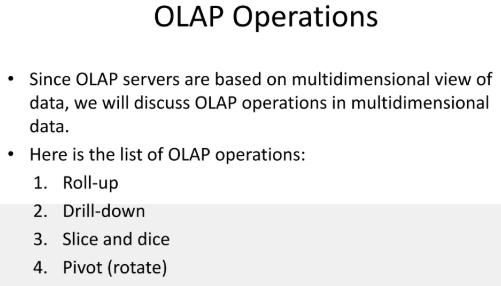 OLAP Operations
• Since OLAP servers are based on multidimensional view of
data, we will discuss OLAP operations in multidimensional
data.
• Here is the list of OLAP operations:
1. Roll-up
2. Drill-down
3. Slice and dice
4. Pivot (rotate)